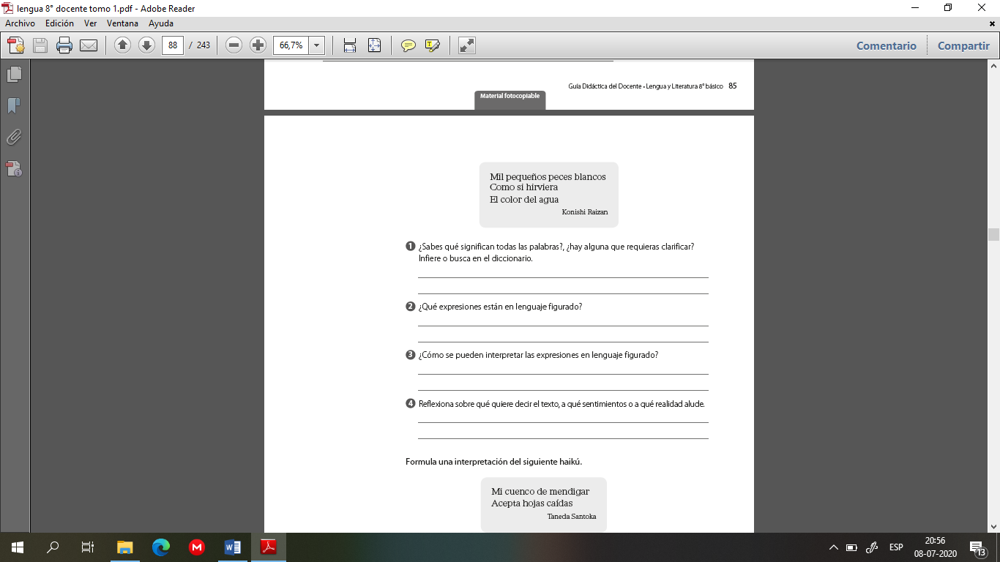 lengua 8° docente tomo 1.pdf - Adobe Reader
Archivo Edición Ver Ventana Ayuda
88 / 243 66,7% Comentario Compartir
Guía Didáctica del Docente • Lengua y Literatura 8° básico 85
Material fotocopiable
Mil pequeños peces blancos
Como si hirviera
El color del agua
Konishi Raizan
1 ¿Sabes qué significan todas las palabras?, ¿hay alguna que requieras clarificar?
Infiere o busca en el diccionario.
2 ¿Qué expresiones están en lenguaje figurado?
3 ¿Cómo se pueden interpretar las expresiones en lenguaje figurado?
4 Reflexiona sobre qué quiere decir el texto, a qué sentimientos o a qué realidad alude.
Formula una interpretación del siguiente haikú.
Mi cuenco de mendigar
Acepta hojas caídas
Taneda Santoka
ESP
20:56
08-07-2020
13